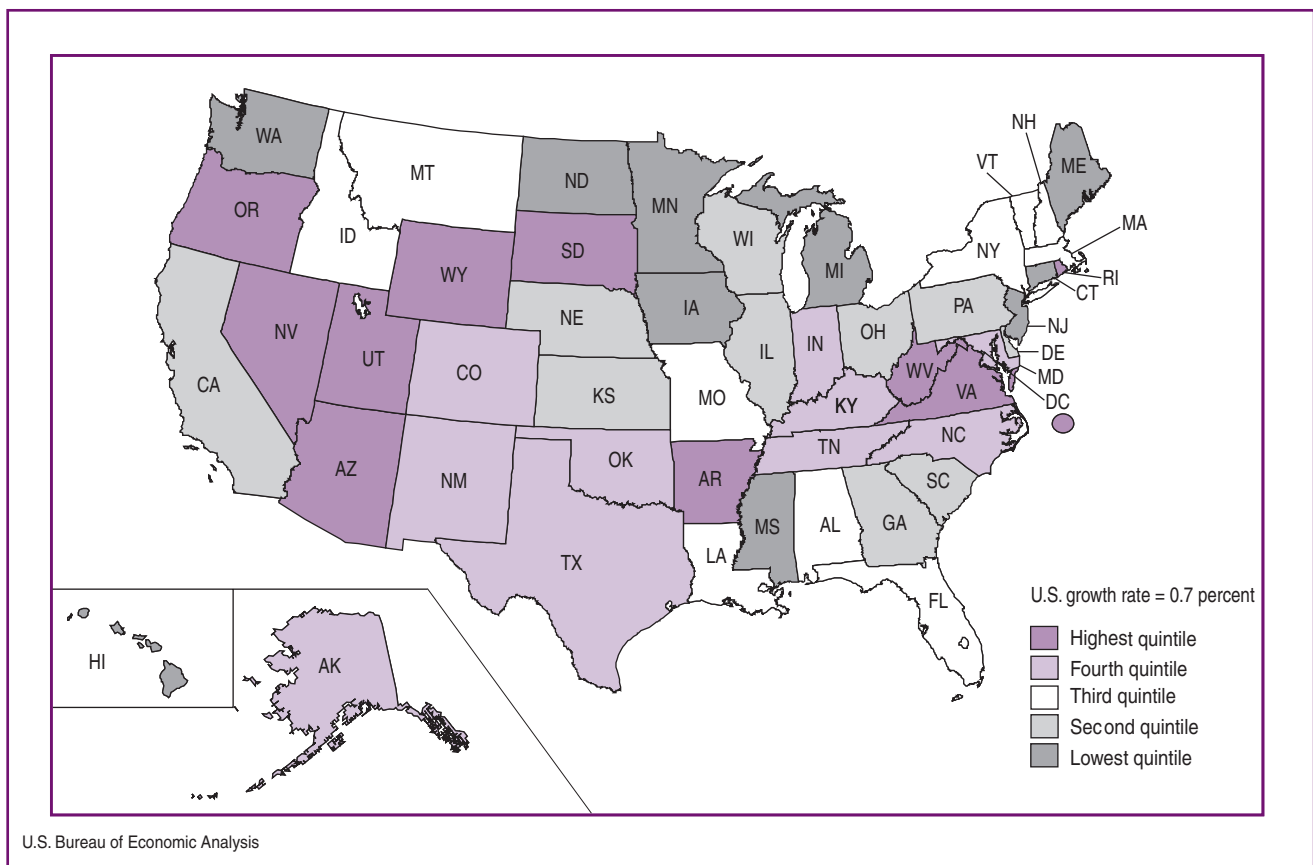 NH
VT
ME
WA
MT
ND
MN
OR
ID
WI
NY
MA
SD
WY
MI
RI
CT
IA
PA
NE
NJ
NV
OH
IN
IL
UT
DE
CO
WV
MD
CA
KS
VA
MO
KY
DC
NC
TN
OK
AZ
NM
AR
SC
MS
AL
GA
LA
TX
FL
HI
AK
U.S. growth rate = 0.7 percent
Highest quintile
Fourth quintile
Third quintile
Second quintile
Lowest quintile
U.S. Bureau of Economic Analysis